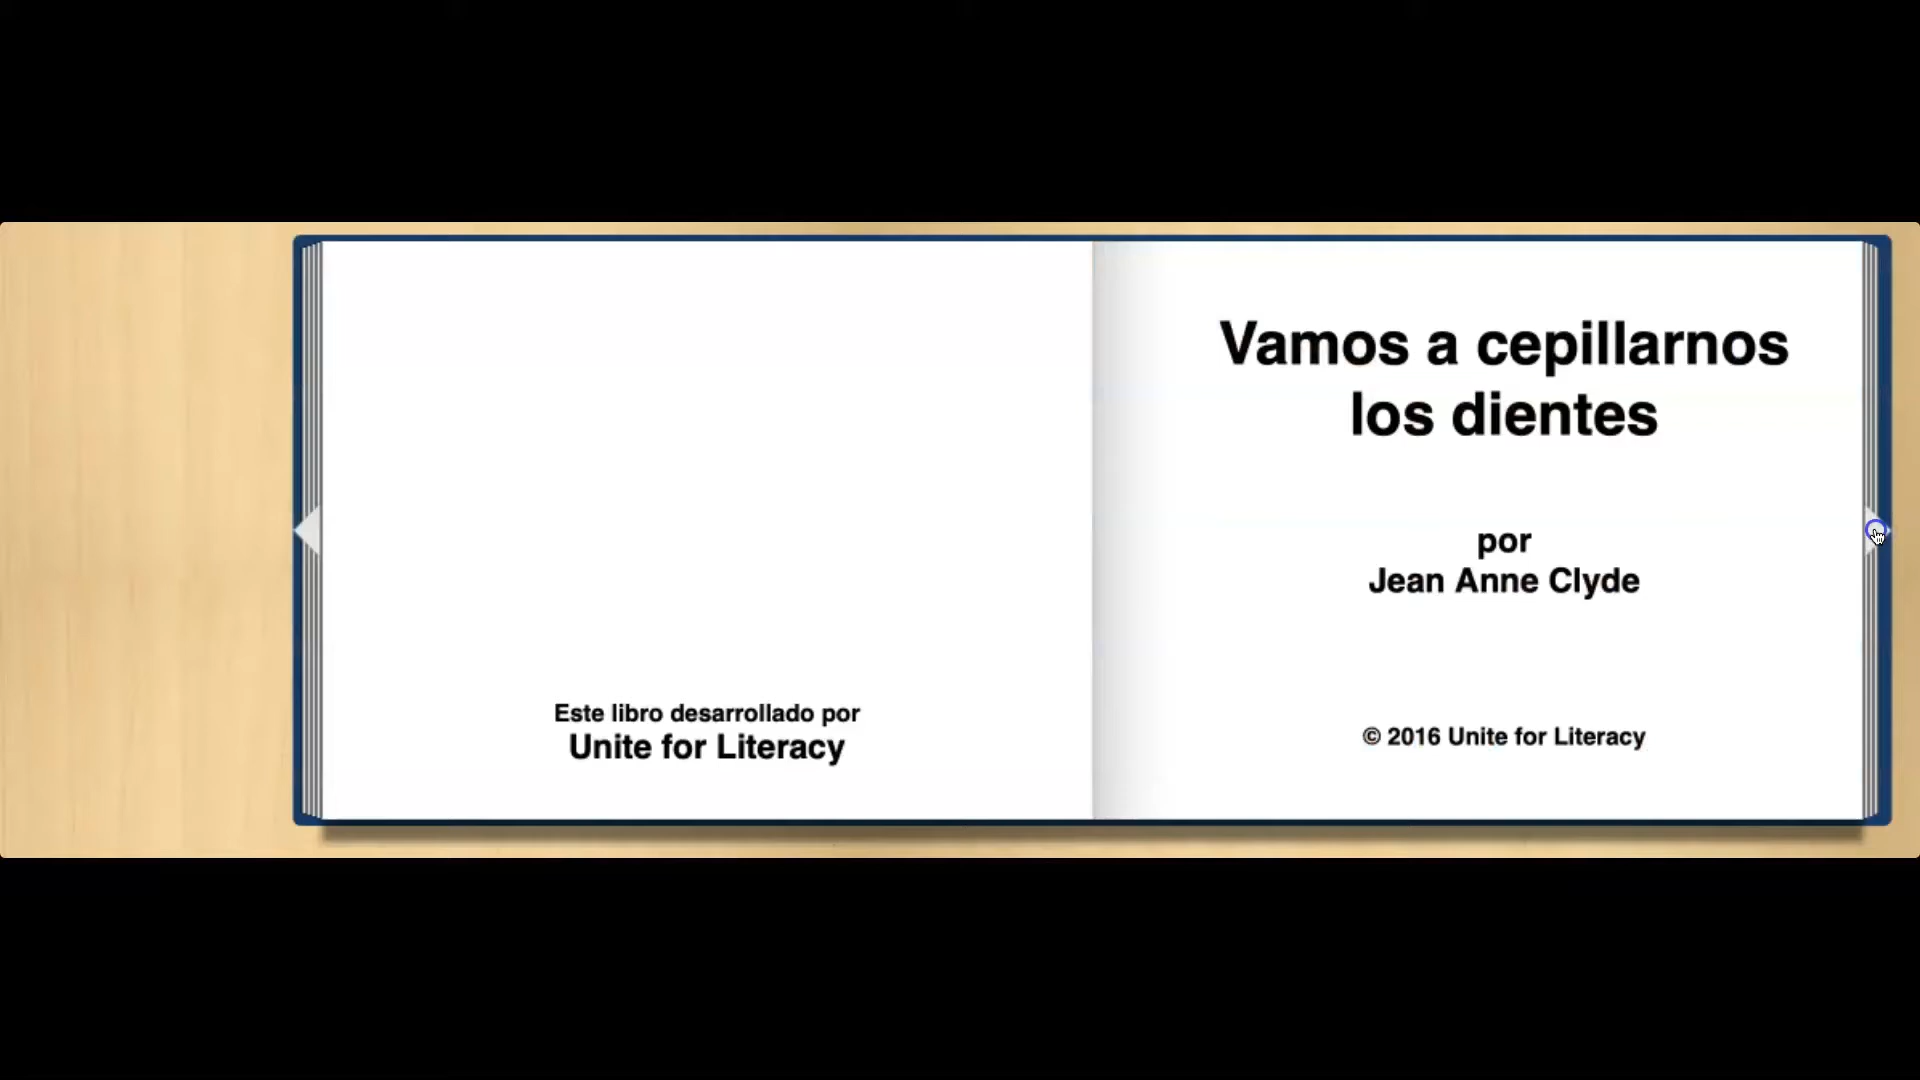 Este libro desarrollado por
Unite for Literacy
Vamos a cepillarnos
los dientes
por
Jean Anne Clyde
© 2016 Unite for Literacy